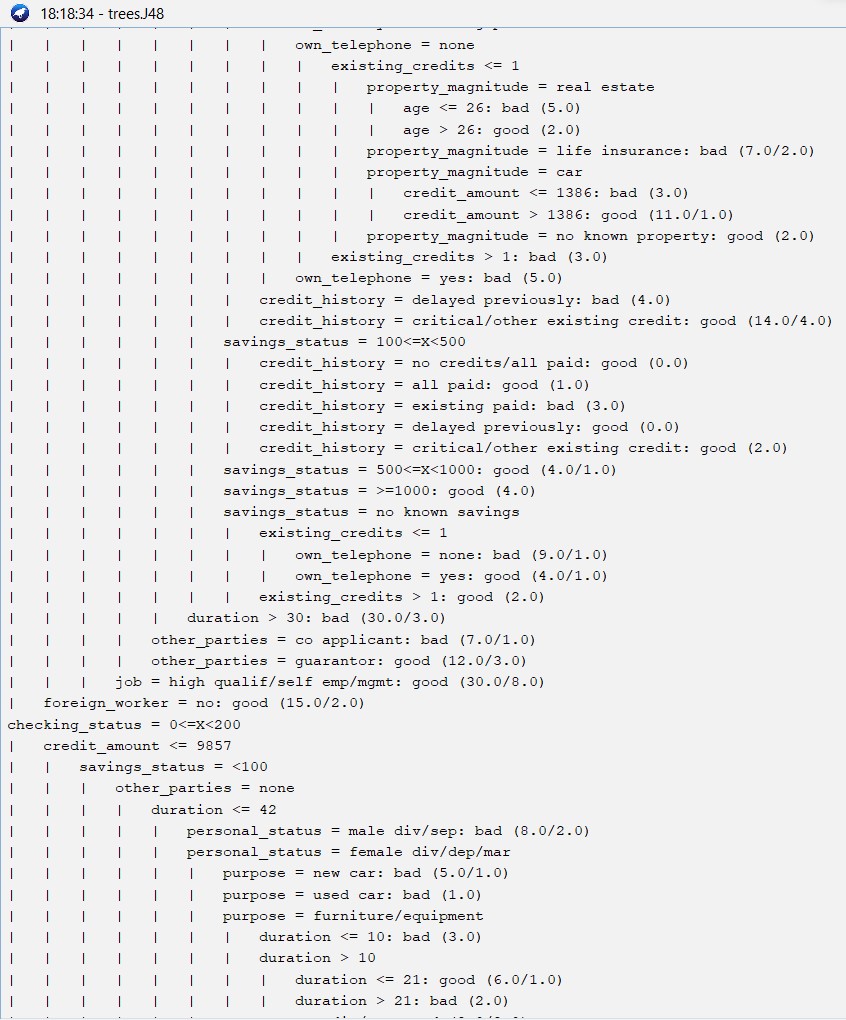 18:18:34 - trees.J48
| | | | | | | | own_telephone = none
| | | | | | | | | existing_credits <= 1
| | | | | | | | | | property_magnitude = real estate
| | | | | | | | | | | age <= 26: bad (5.0)
| | | | | | | | | | | age > 26: good (2.0)
| | | | | | | | | | property_magnitude = life insurance: bad (7.0/2.0)
| | | | | | | | | | property_magnitude = car
| | | | | | | | | | | credit_amount <= 1386: bad (3.0)
| | | | | | | | | | | credit_amount > 1386: good (11.0/1.0)
| | | | | | | | | | property_magnitude = no known property: good (2.0)
| | | | | | | | | existing_credits > 1: bad (3.0)
| | | | | | | | own_telephone = yes: bad (5.0)
| | | | | | | credit_history = delayed previously: bad (4.0)
| | | | | | | credit_history = critical/other existing credit: good (14.0/4.0)
| | | | | | savings_status = 100<=X<500
| | | | | | | credit_history = no credits/all paid: good (0.0)
| | | | | | | credit_history = all paid: good (1.0)
| | | | | | | credit_history = existing paid: bad (3.0)
| | | | | | | credit_history = delayed previously: good (0.0)
| | | | | | | credit_history = critical/other existing credit: good (2.0)
| | | | | | savings_status = 500<=X<1000: good (4.0/1.0)
| | | | | | savings_status = >=1000: good (4.0)
| | | | | | savings_status = no known savings
| | | | | | | existing_credits <= 1
| | | | | | | | own_telephone = none: bad (9.0/1.0)
| | | | | | | | own_telephone = yes: good (4.0/1.0)
| | | | | | | existing_credits > 1: good (2.0)
| | | | | duration > 30: bad (30.0/3.0)
| | | | other_parties = co applicant: bad (7.0/1.0)
| | | | other_parties = guarantor: good (12.0/3.0)
| | | job = high qualif/self emp/mgmt: good (30.0/8.0)
| foreign_worker = no: good (15.0/2.0)
checking_status = 0<=X<200
| credit_amount <= 9857
| | savings_status = <100
| | | other_parties = none
| | | | duration <= 42
| | | | | personal_status = male div/sep: bad (8.0/2.0)
| | | | | personal_status = female div/dep/mar
| | | | | | purpose = new car: bad (5.0/1.0)
| | | | | | purpose = used car: bad (1.0)
| | | | | | purpose = furniture/equipment
| | | | | | | duration <= 10: bad (3.0)
| | | | | | | duration > 10
| | | | | | | | duration <= 21: good (6.0/1.0)
| | | | | | | | duration > 21: bad (2.0)